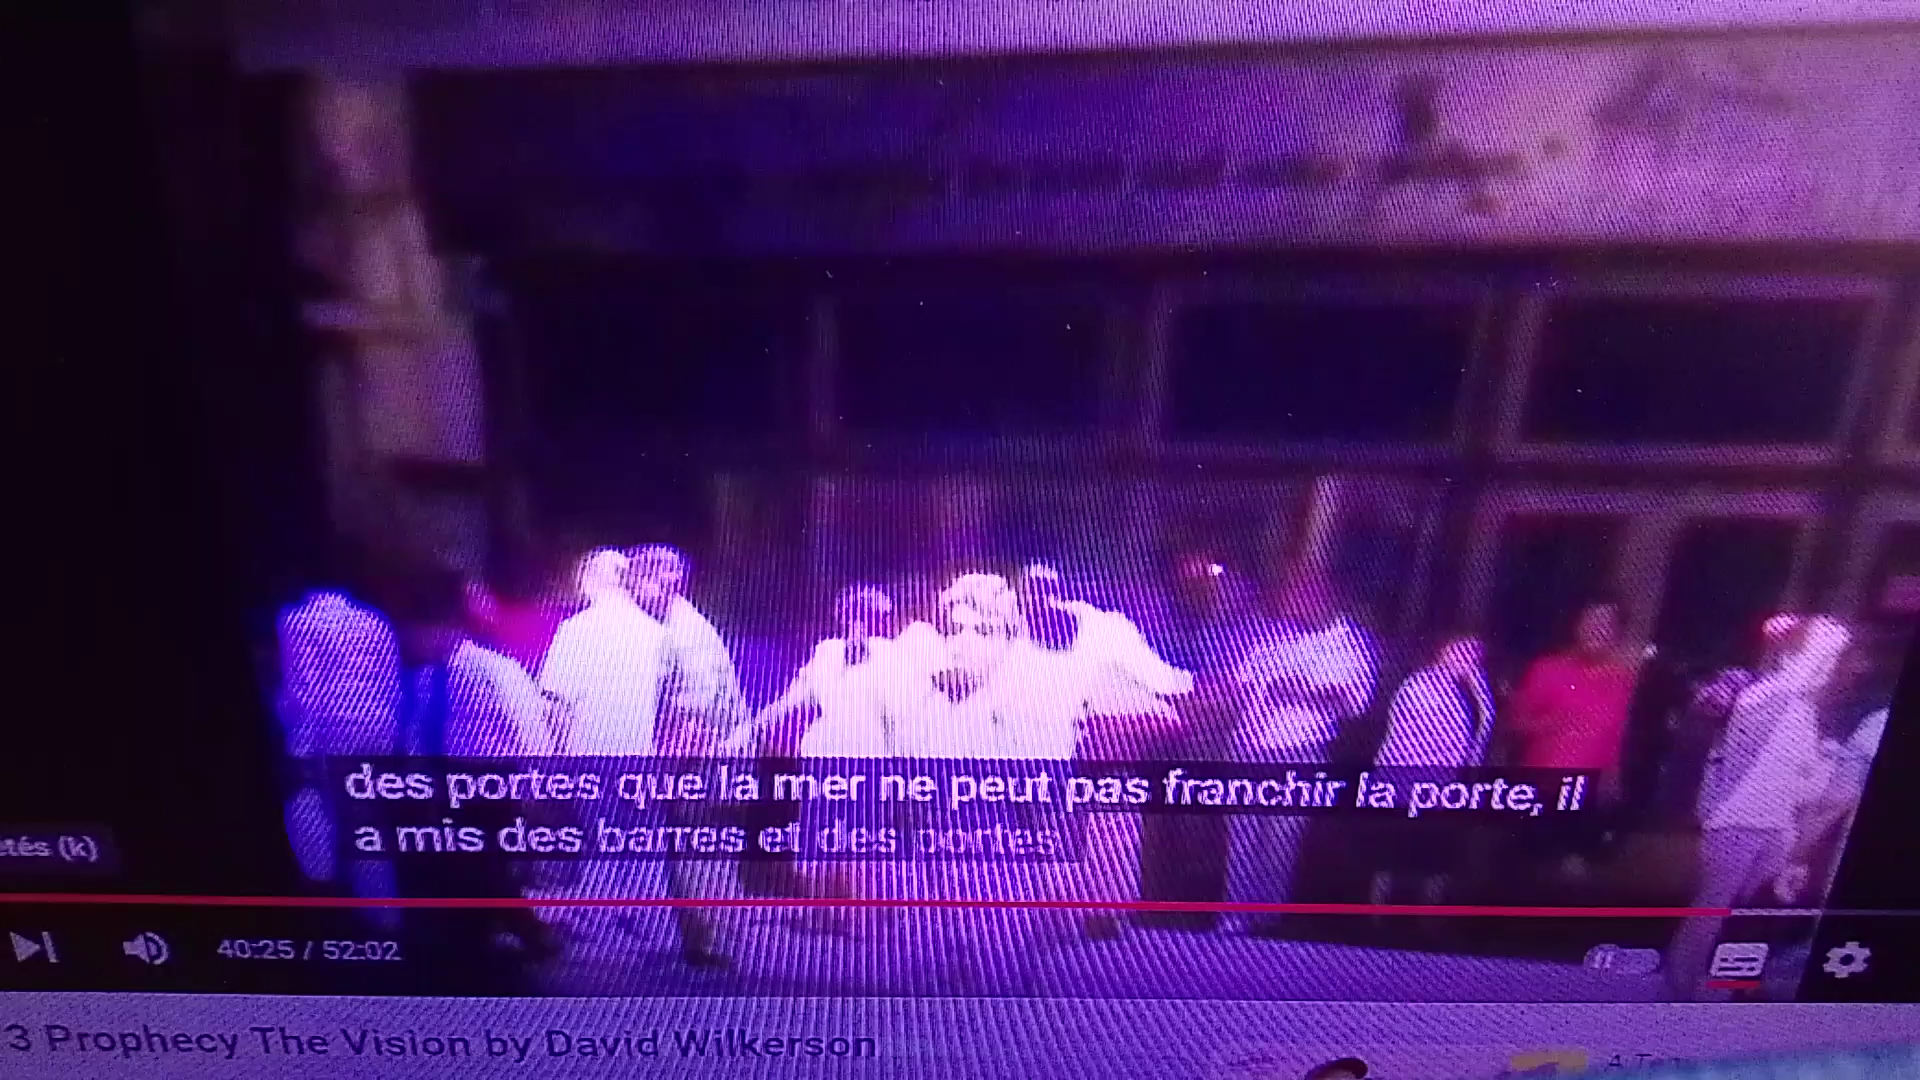 des portes que la mer ne peut pas franchir la porte, il
a mis des barres et des portes
étés (k)
40:25 / 52:02
3 Prophecy The Vision by David Wilkerson